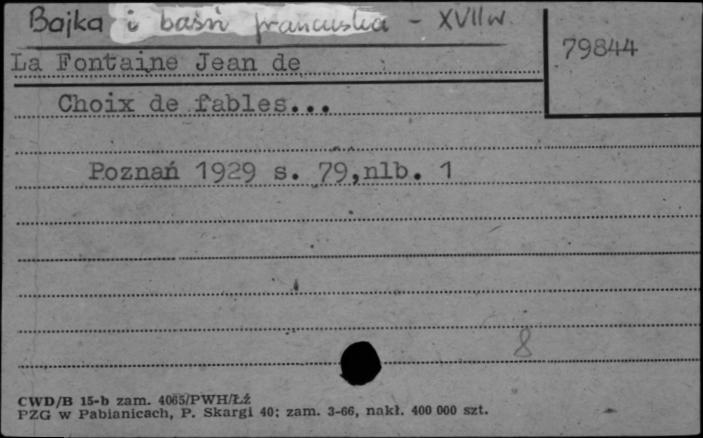 Bajka i baśń francuska - XVII w
79844
La Fontaine Jean de
Choix de fables...
Poznań 1929 s. 79,nlb. 1
8
CWD/B 15-b zam. 4065/PWH/Łź
PZG w Pabianicach, P. Skargi 40; zam. 3-66, nakł. 400 000 szt.